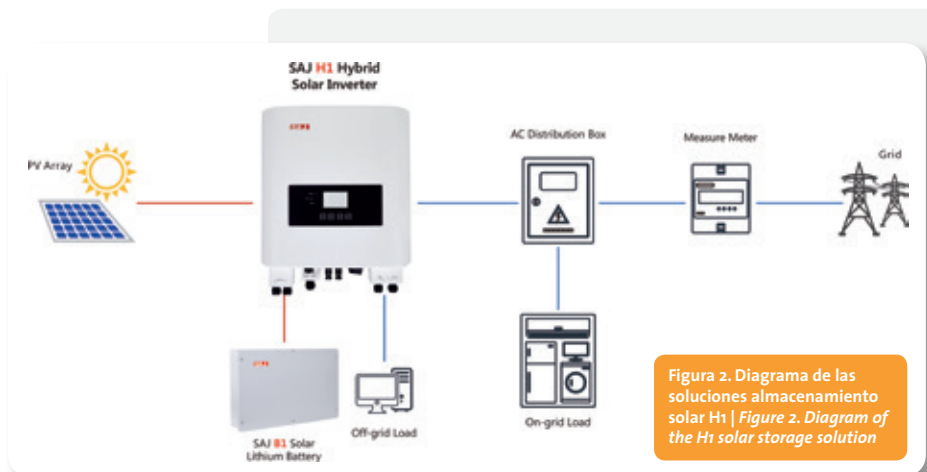 SAJ H1 Hybrid
Solar Inverter
PV Array
AC Distribution Box
Measure Meter
Grid
SAJ B1 Solar
Lithium Battery
Off-grid Load
On-grid Load
Figura 2. Diagrama de las
soluciones almacenamiento
solar H1 | Figure 2. Diagram of
the H1 solar storage solution